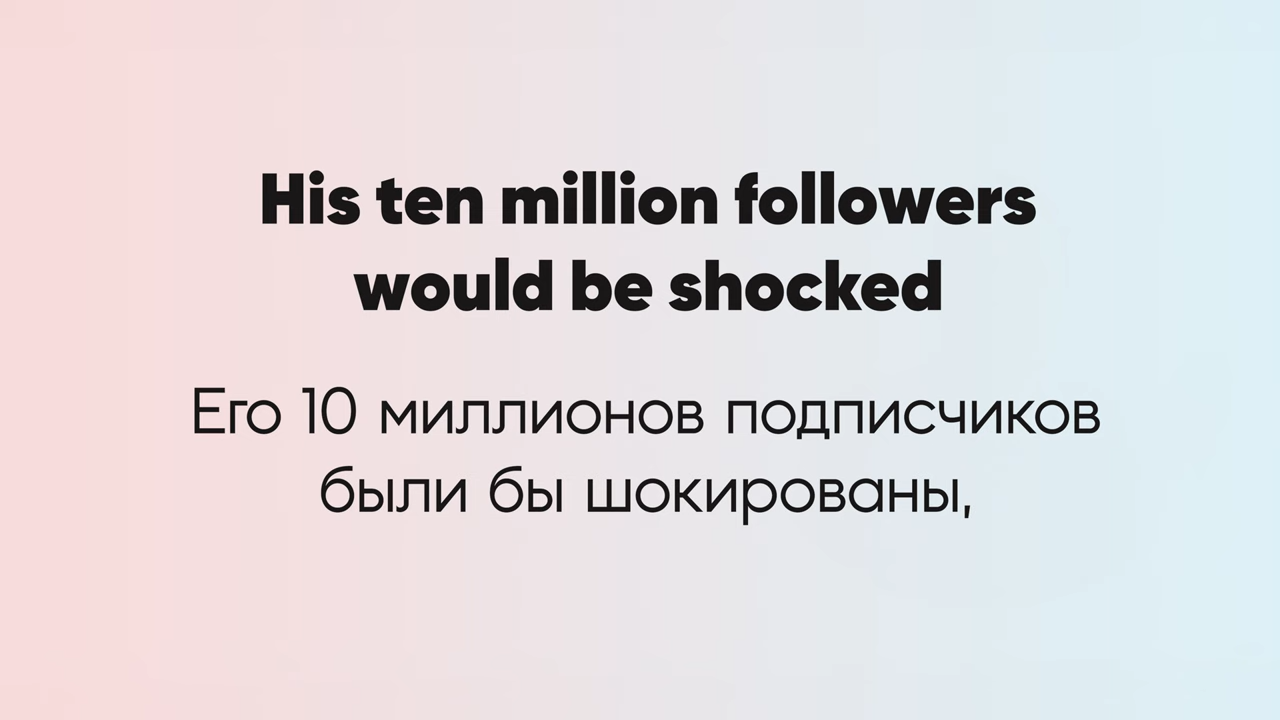 His ten million followers
would be shocked
Его 10 миллионов подписчиков
были бы шокированы,